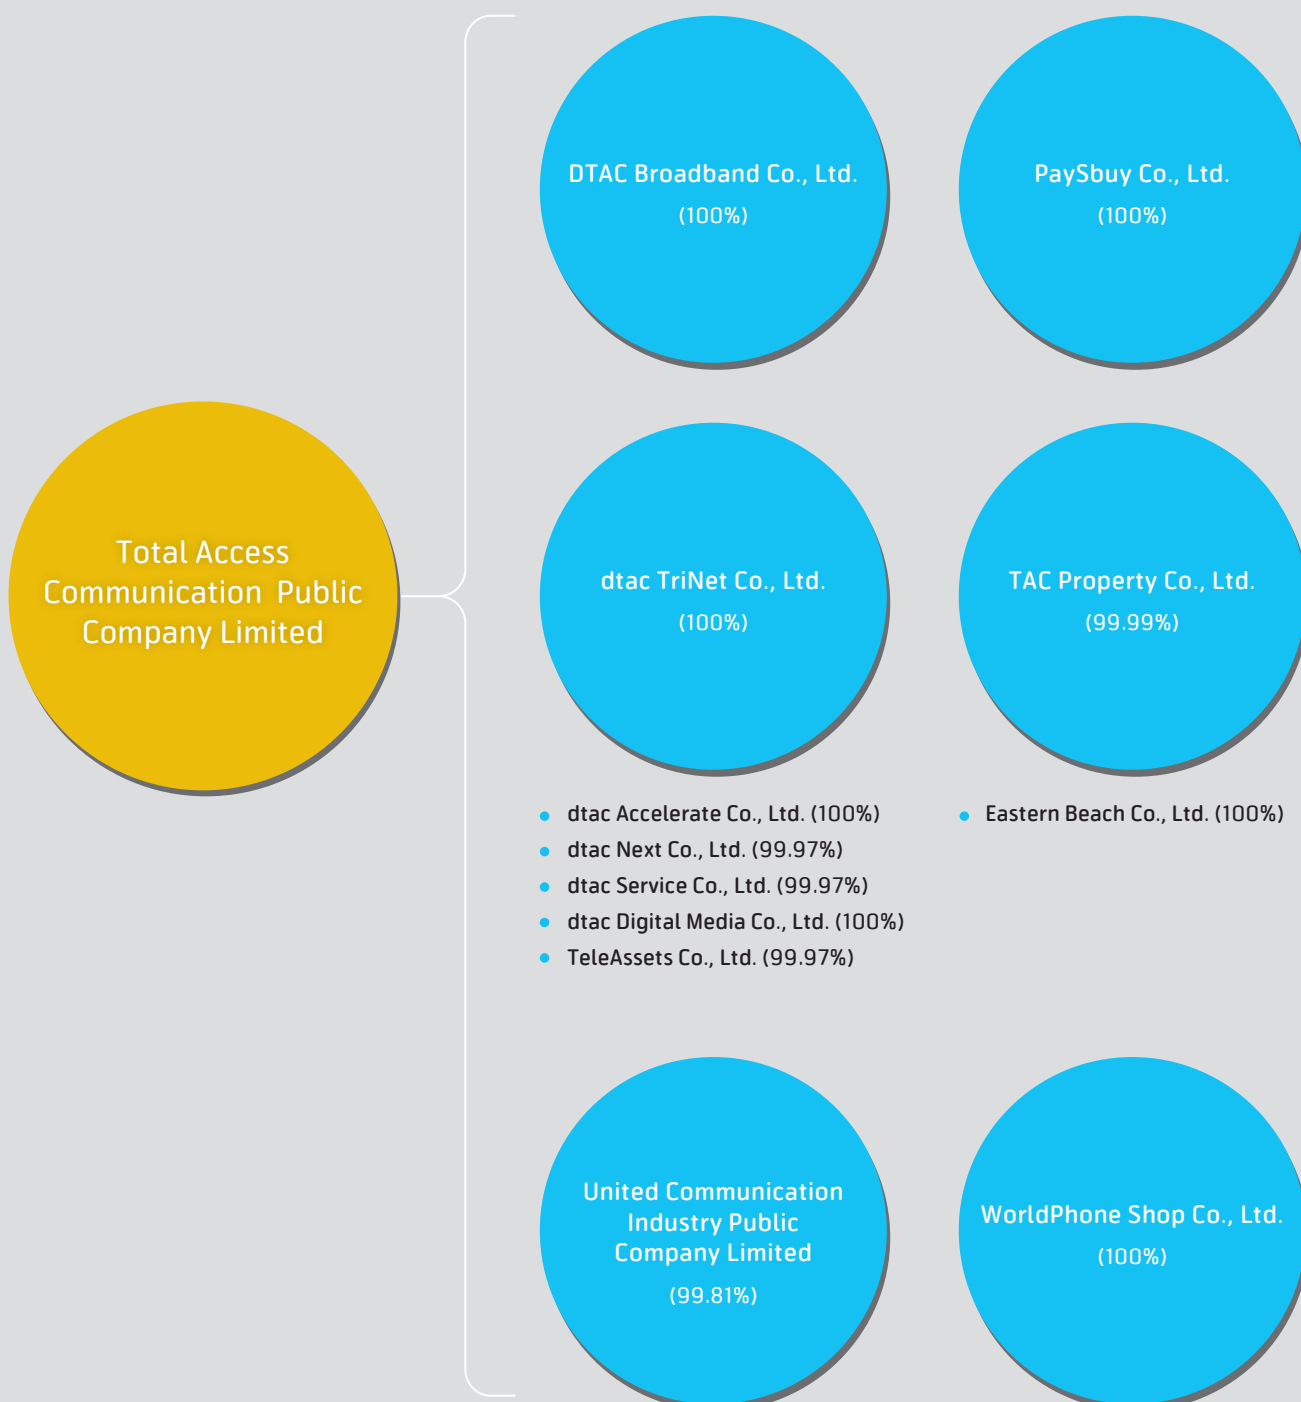 DTAC Broadband Co., Ltd.
(100%)
PaySbuy Co., Ltd.
(100%)
Total Access
Communication Public
Company Limited
dtac TriNet Co., Ltd.
(100%)
TAC Property Co., Ltd.
(99.99%)
dtac Accelerate Co., Ltd. (100%)
dtac Next Co., Ltd. (99.97%)
dtac Service Co., Ltd. (99.97%)
dtac Digital Media Co., Ltd. (100%)
TeleAssets Co., Ltd. (99.97%)
Eastern Beach Co., Ltd. (100%)
United Communication
Industry Public
Company Limited
(99.81%)
WorldPhone Shop Co., Ltd.
(100%)